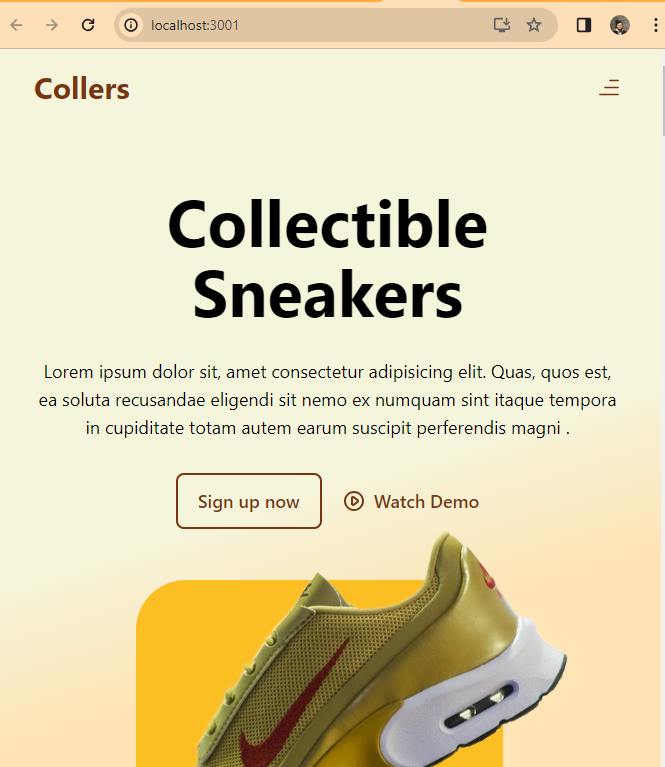 localhost:3001
Collers
Collectible
Sneakers
Lorem ipsum dolor sit, amet consectetur adipisicing elit. Quas, quos est,
ea soluta recusandae eligendi sit nemo ex numquam sint itaque tempora
in cupiditate totam autem earum suscipit perferendis magni .
Sign up now
Watch Demo